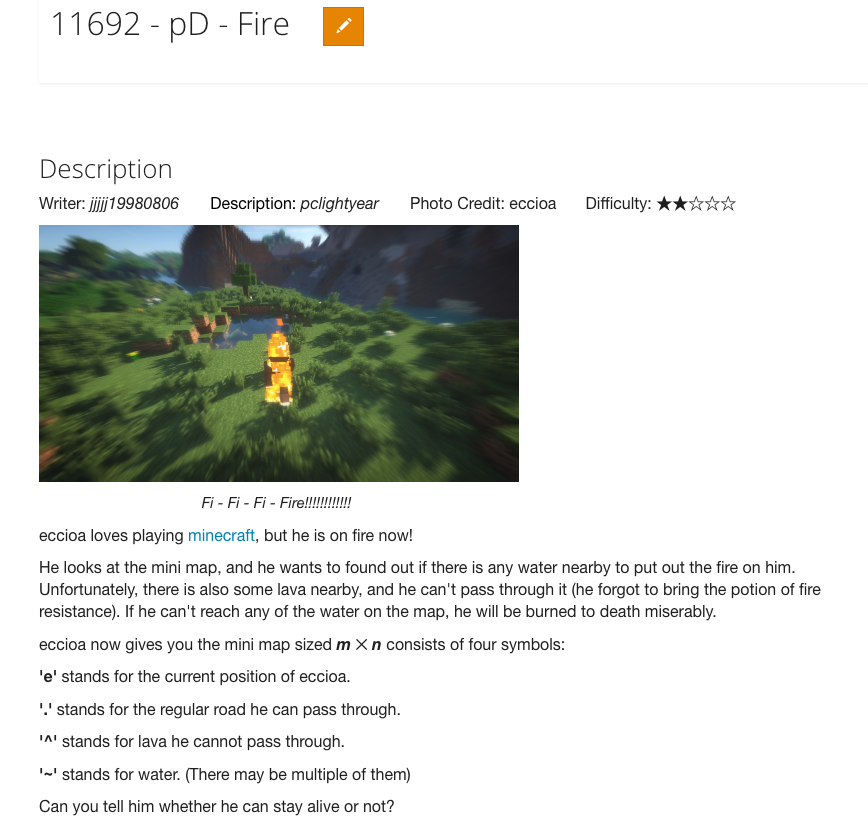 11692 - pD - Fire
Description
Writer: jjjjj19980806 Description: pclightyear Photo Credit: eccioa Difficulty: ★★☆☆☆
Fi - Fi - Fi - Fire!!!!!!!!!!!!
eccioa loves playing minecraft, but he is on fire now!
He looks at the mini map, and he wants to found out if there is any water nearby to put out the fire on him.
Unfortunately, there is also some lava nearby, and he can't pass through it (he forgot to bring the potion of fire
resistance). If he can't reach any of the water on the map, he will be burned to death miserably.
eccioa now gives you the mini map sized m × n consists of four symbols:
'e' stands for the current position of eccioa.
'.' stands for the regular road he can pass through.
'^' stands for lava he cannot pass through.
'~' stands for water. (There may be multiple of them)
Can you tell him whether he can stay alive or not?